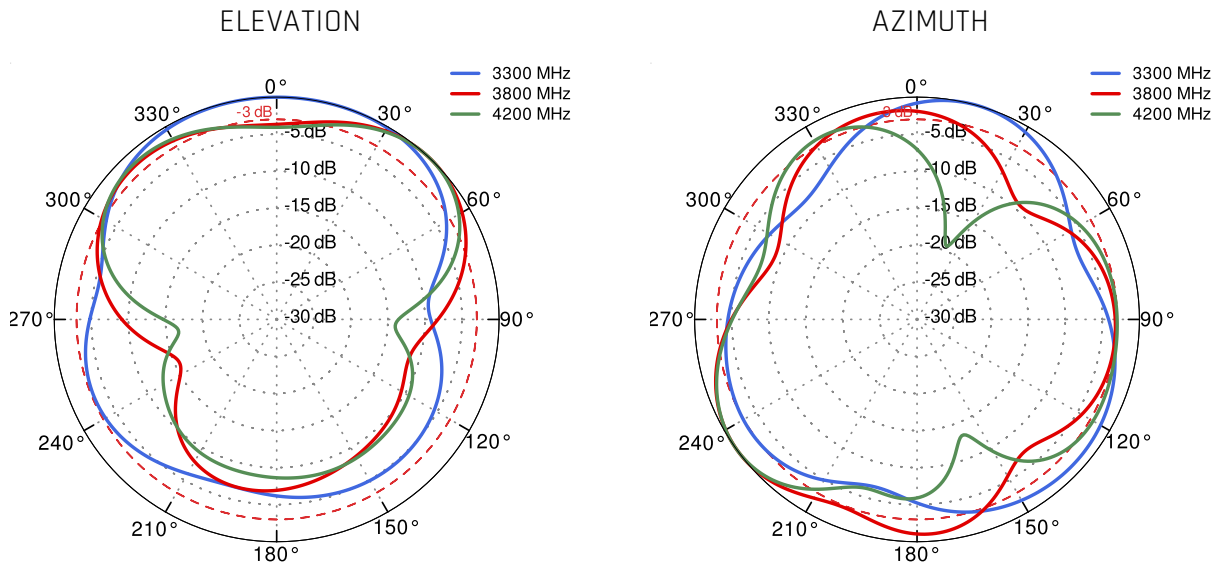 ELEVATION
3300 MHz
3800 MHz
4200 MHz
0°
30°
60°
90°
120°
150°
180°
210°
240°
270°
300°
330°
-3 dB
-5 dB
-10 dB
-15 dB
-20 dB
-25 dB
-30 dB
AZIMUTH
3300 MHz
3800 MHz
4200 MHz
0°
30°
60°
90°
120°
150°
180°
210°
240°
270°
300°
330°
-3 dB
-5 dB
-10 dB
-15 dB
-20 dB
-25 dB
-30 dB